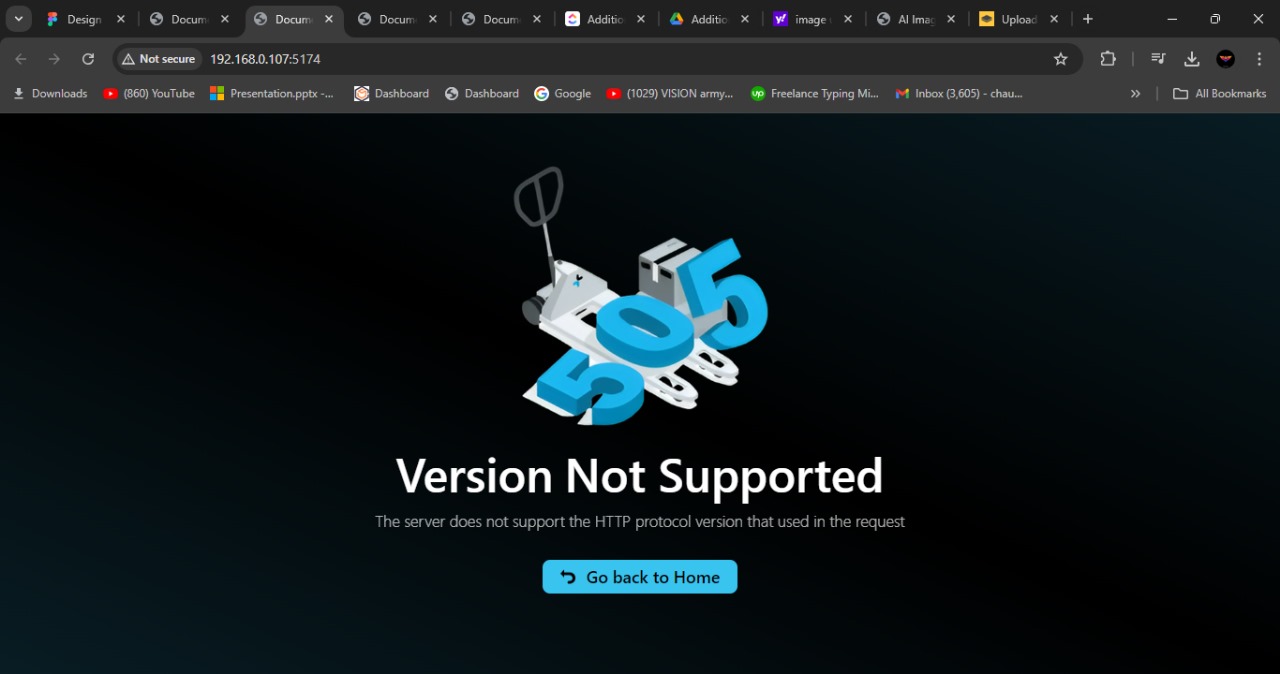 Design
Docum
Docum
Docum
Docum
Additio
Additio
image
AI Imag
Upload
Not secure
192.168.0.107:5174
Downloads
(860) YouTube
Presentation.pptx -...
Dashboard
Dashboard
Google
(1029) VISION army...
up
Freelance Typing Mi...
Inbox (3,605) - chau...
All Bookmarks
505
Version Not Supported
The server does not support the HTTP protocol version that used in the request
Go back to Home